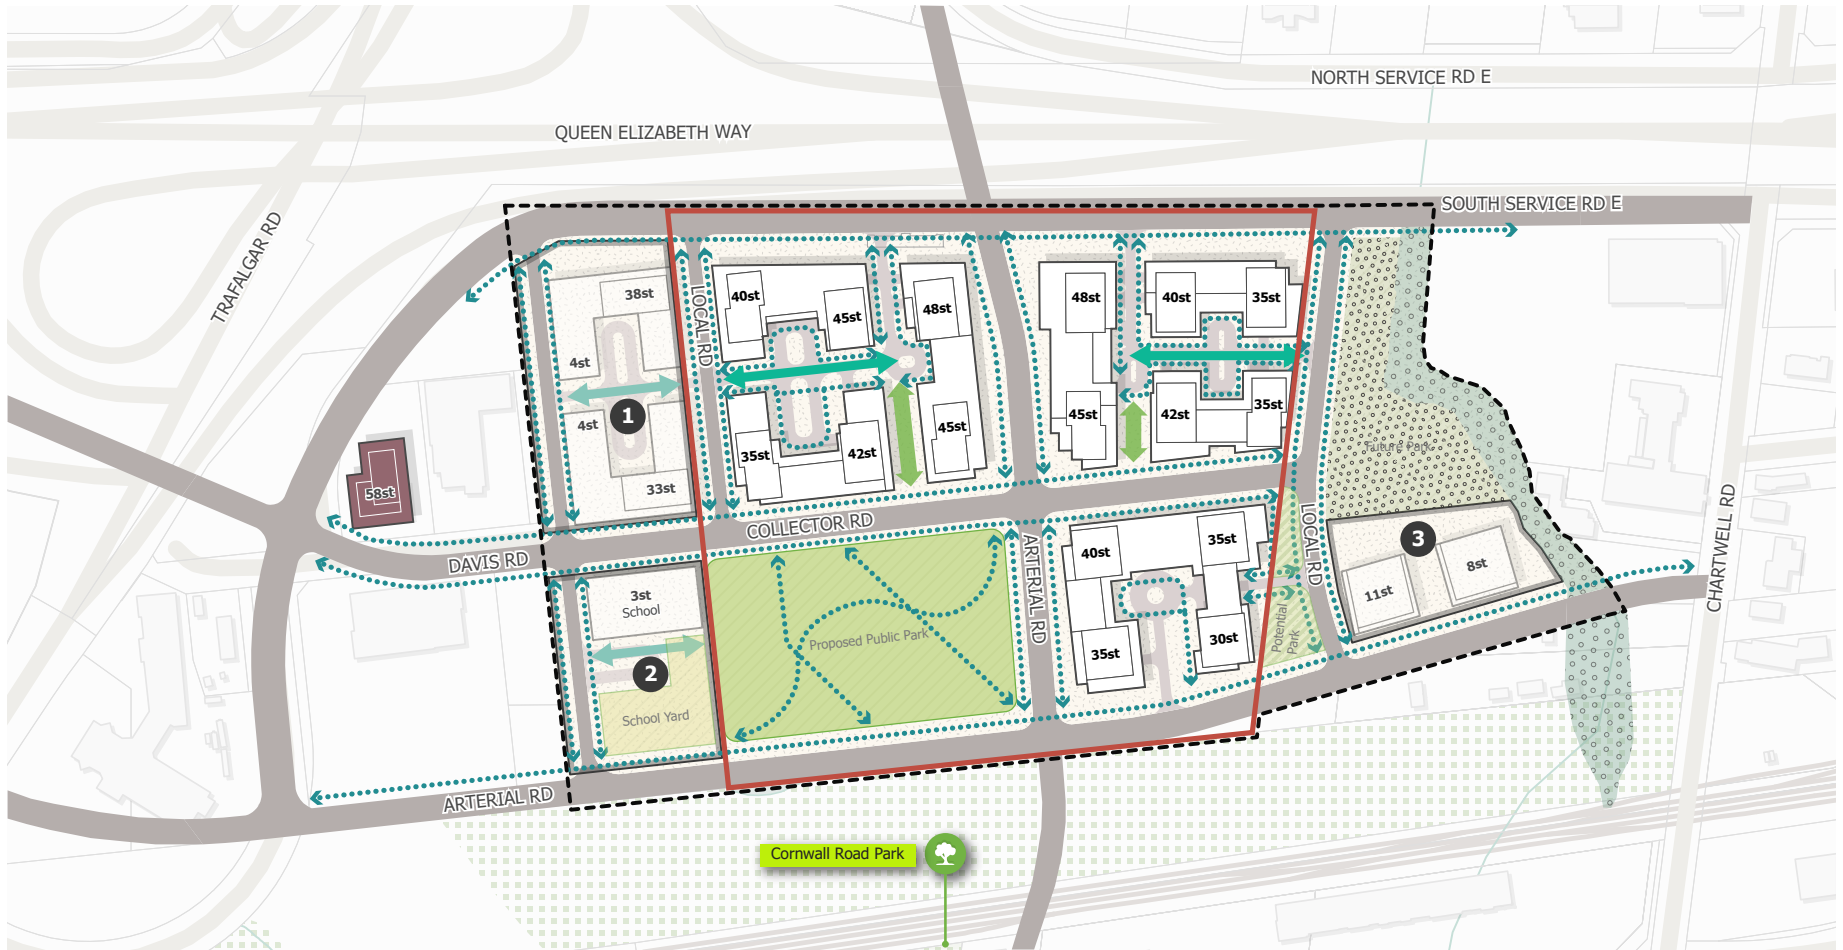 NORTH SERVICE RD E
QUEEN ELIZABETH WAY
SOUTH SERVICE RD E
TRAFALGAR RD
38st
LOCAL RD
40st
45st
48st
48st
40st
35st
4st
1
4st
33st
35st
42st
45st
45st
42st
35st
Future Park
58st
COLLECTOR RD
DAVIS RD
CHARTWELL RD
ARTERIAL RD
40st
35st
LOCAL RD
3
11st
8st
3st
School
Proposed Public Park
35st
30st
Potential
Park
2
School Yard
ARTERIAL RD
Cornwall Road Park